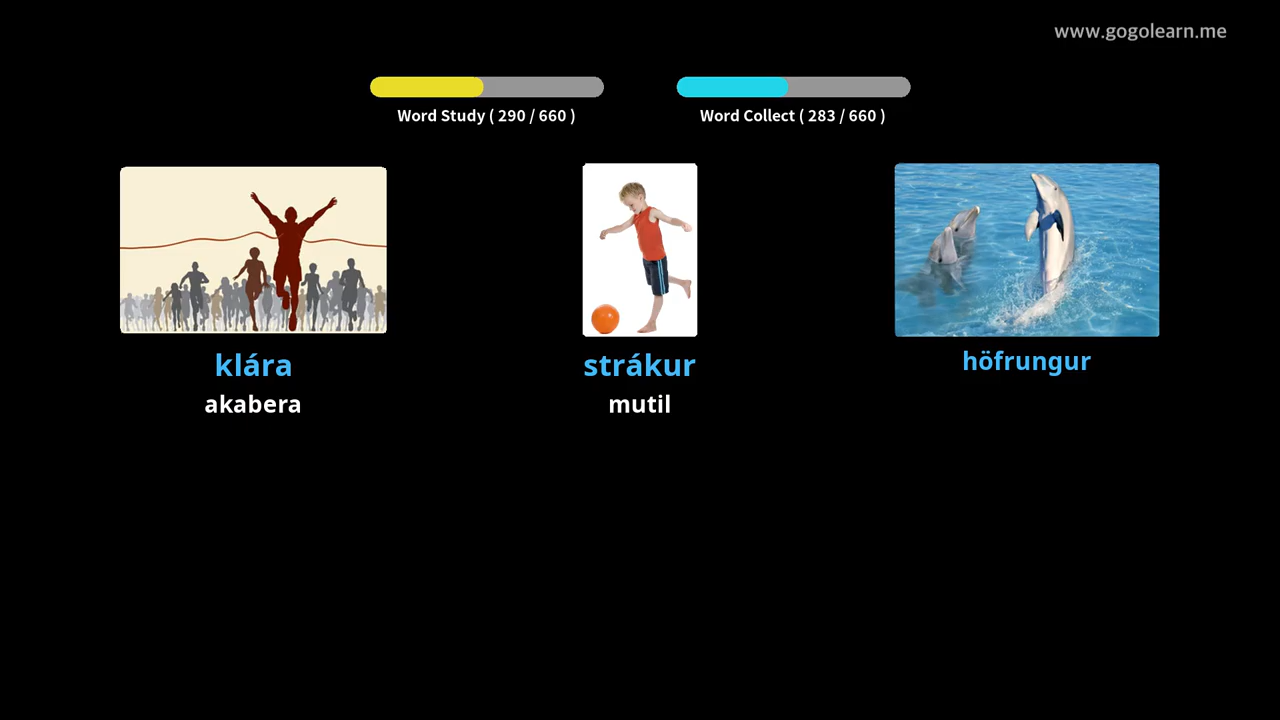 www.gogolearn.me
Word Study ( 290 / 660 )
Word Collect ( 283 / 660 )
klára
strákur
höfrungur
akabera
mutil